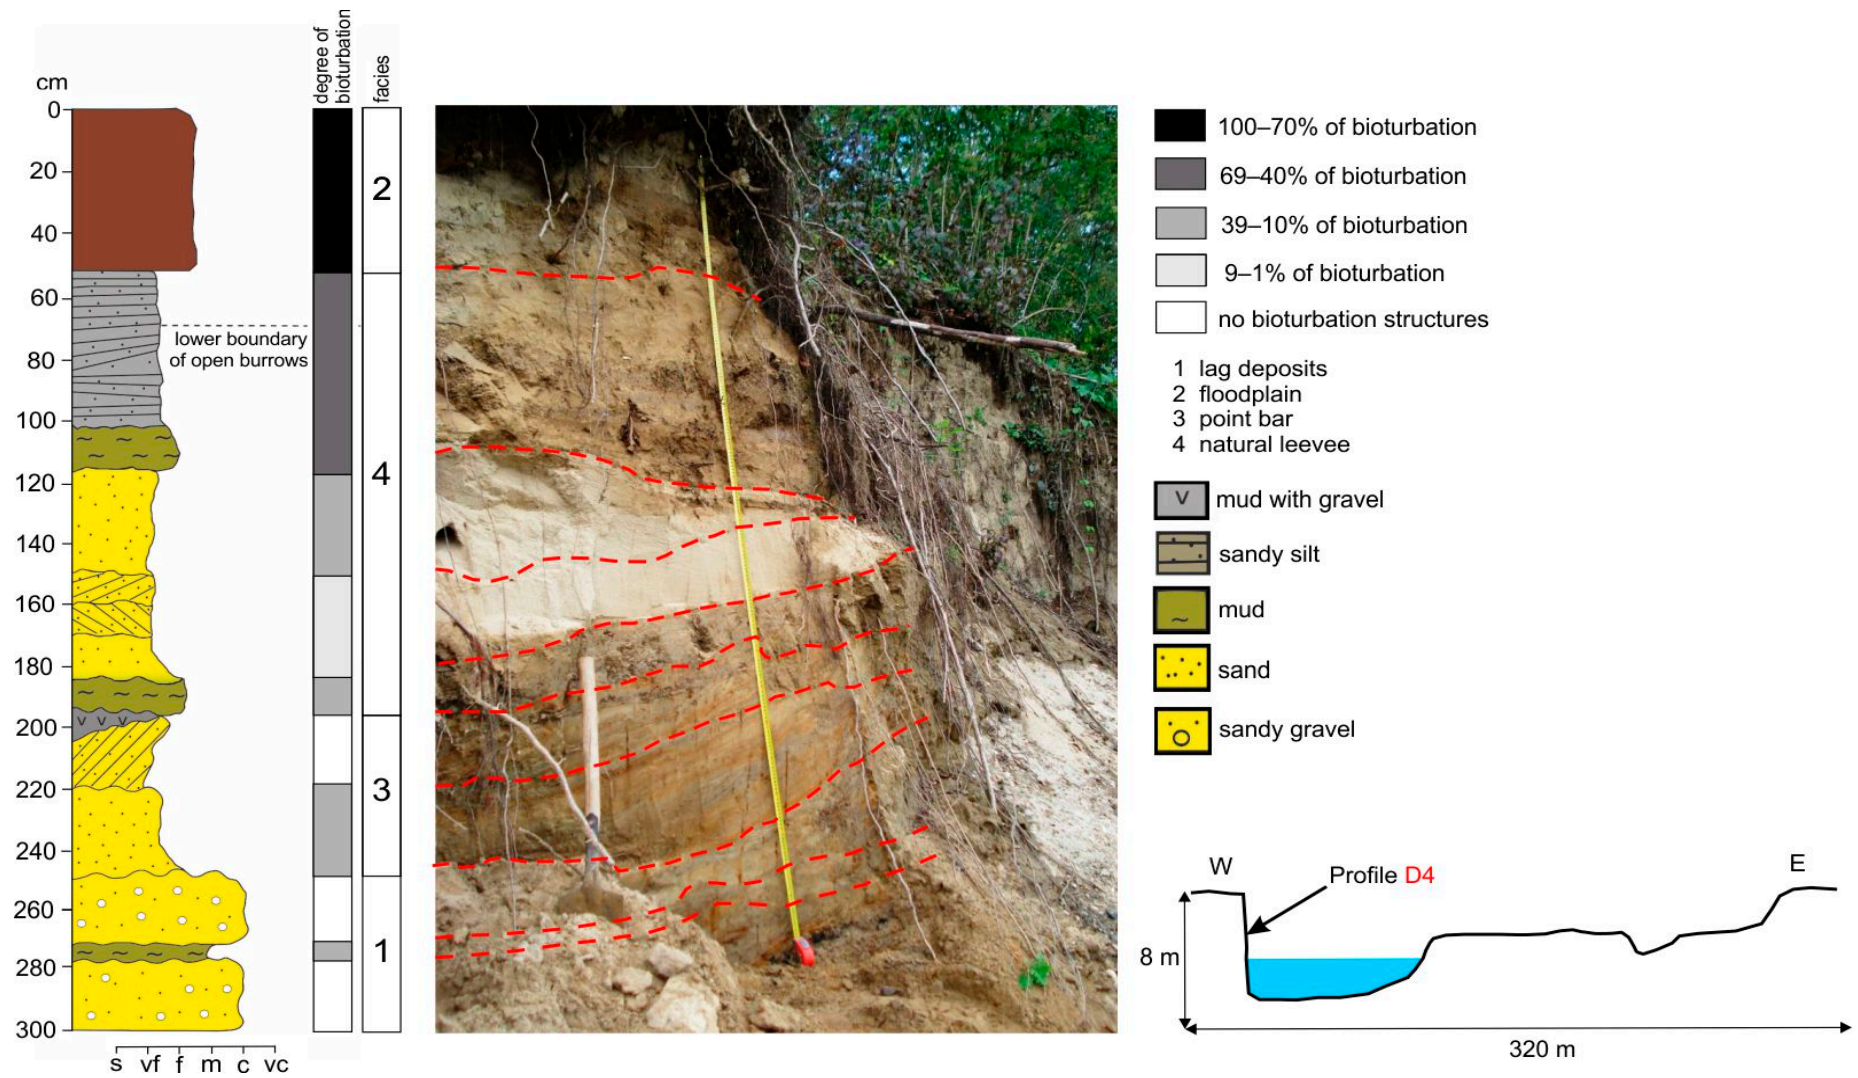 degree of
bioturbation
facies
cm
0
20
40
60
80
100
120
140
160
180
200
220
240
260
280
300
lower boundary
of open burrows
V V V
2
4
3
1
s vf f m c vc
100–70% of bioturbation
69–40% of bioturbation
39–10% of bioturbation
9–1% of bioturbation
no bioturbation structures
1 lag deposits
2 floodplain
3 point bar
4 natural leevee
V mud with gravel
sandy silt
mud
sand
sandy gravel
W
E
Profile D4
8 m
320 m